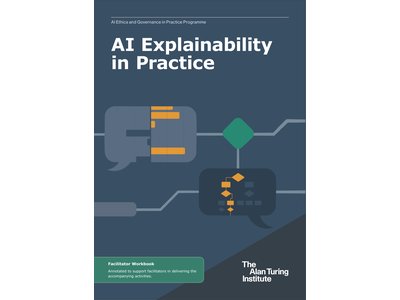 AI Ethics and Governance in Practice Programme
AI Explainability
in Practice
Facilitator Workbook
Annotated to support facilitators in delivering the
accompanying activities.
The
Alan Turing
Institute